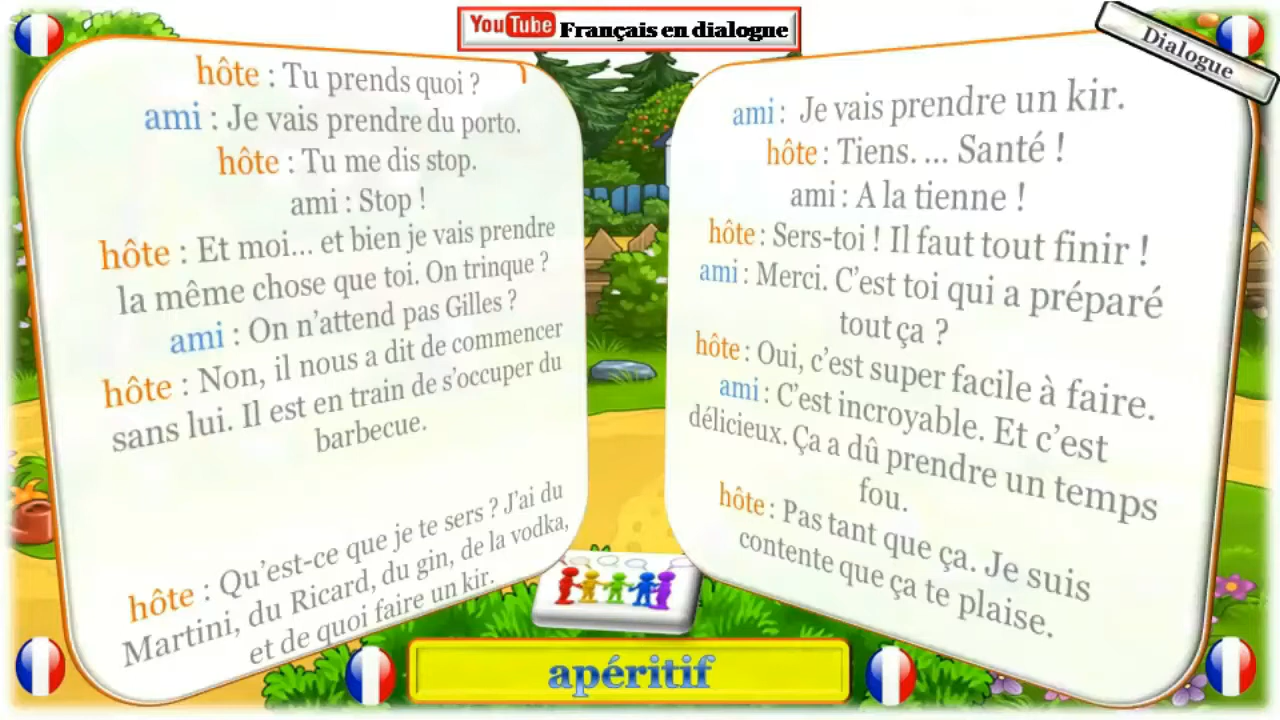 YouTube Français en dialogue
Dialogue
hôte : Tu prends quoi ?
ami : Je vais prendre du porto.
hôte : Tu me dis stop.
ami : Stop !
hôte : Et moi... et bien je vais prendre
la même chose que toi. On trinque ?
ami : On n'attend pas Gilles ?
hôte : Non, il nous a dit de commencer
sans lui. Il est en train de s'occuper du
barbecue.
hôte : Qu'est-ce que je te sers ? J'ai du
Martini, du Ricard, du gin, de la vodka,
et de quoi faire un kir.
ami : Je vais prendre un kir.
hôte : Tiens. ... Santé !
ami : A la tienne !
hôte : Sers-toi ! Il faut tout finir !
ami : Merci. C'est toi qui a préparé
tout ça ?
hôte : Oui, c'est super facile à faire.
ami : C'est incroyable. Et c'est
délicieux. Ça a dû prendre un temps
fou.
hôte : Pas tant que ça. Je suis
contente que ça te plaise.
apéritif